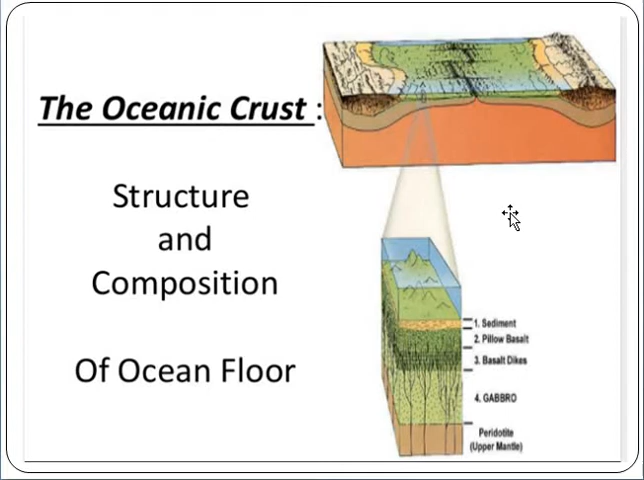 The Oceanic Crust :
Structure
and
Composition
Of Ocean Floor
1. Sediment
2. Pillow Basalt
3. Basalt Dikes
4. GABBRO
Peridotite
(Upper Mantle)